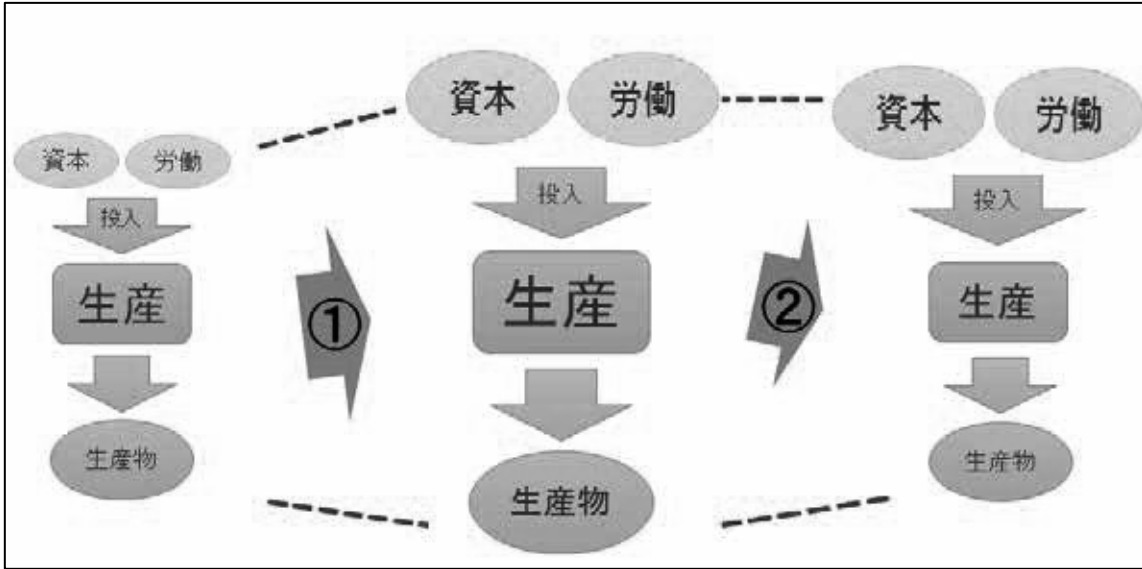 資本 労働
投入
生産
生産物
①
資本 労働
投入
生産
生産物
②
資本 労働
投入
生産
生産物